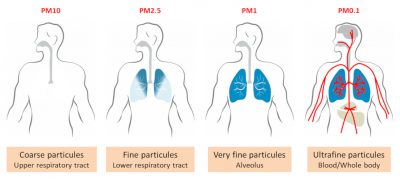 PM10
PM2.5
PM1
PM0.1
Coarse particules
Upper respiratory tract
Fine particules
Lower respiratory tract
Very fine particules
Alveolus
Ultrafine particules
Blood/Whole body